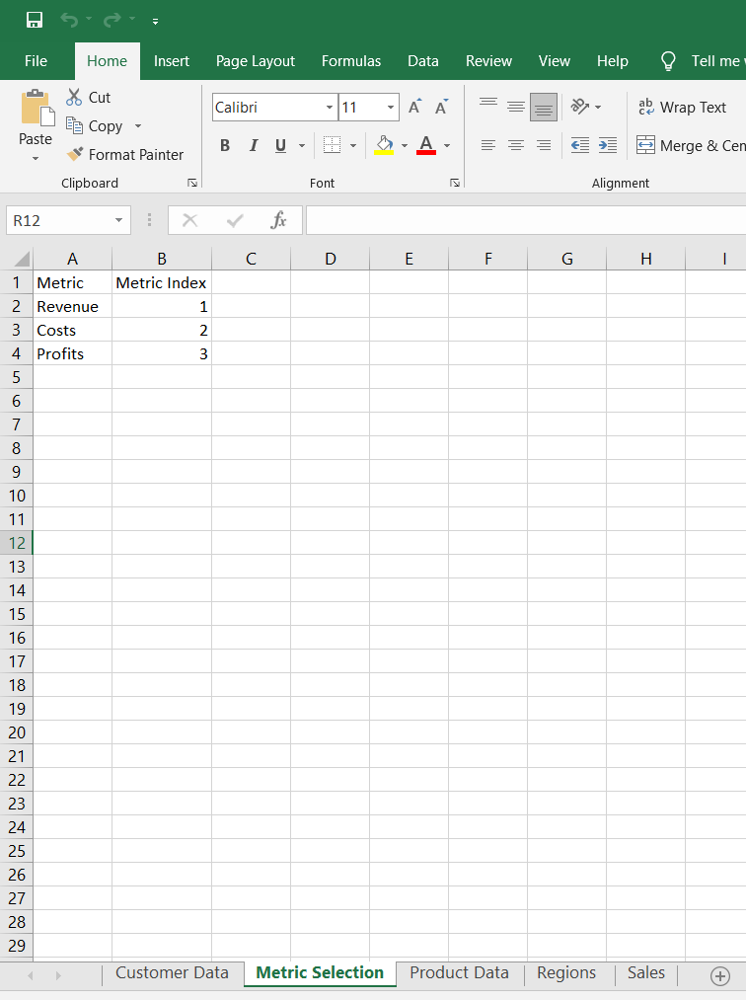 File Home Insert Page Layout Formulas Data Review View Help Tell me
Cut
Copy
Format Painter
Paste
Clipboard
Calibri 11 A A
B I U A
Font
ab Wrap Text
Merge & Cen
Alignment
R12 fx
A B C D E F G H I
1 Metric Metric Index
2 Revenue 1
3 Costs 2
4 Profits 3
5
6
7
8
9
10
11
12
13
14
15
16
17
18
19
20
21
22
23
24
25
26
27
28
29
Customer Data Metric Selection Product Data Regions Sales